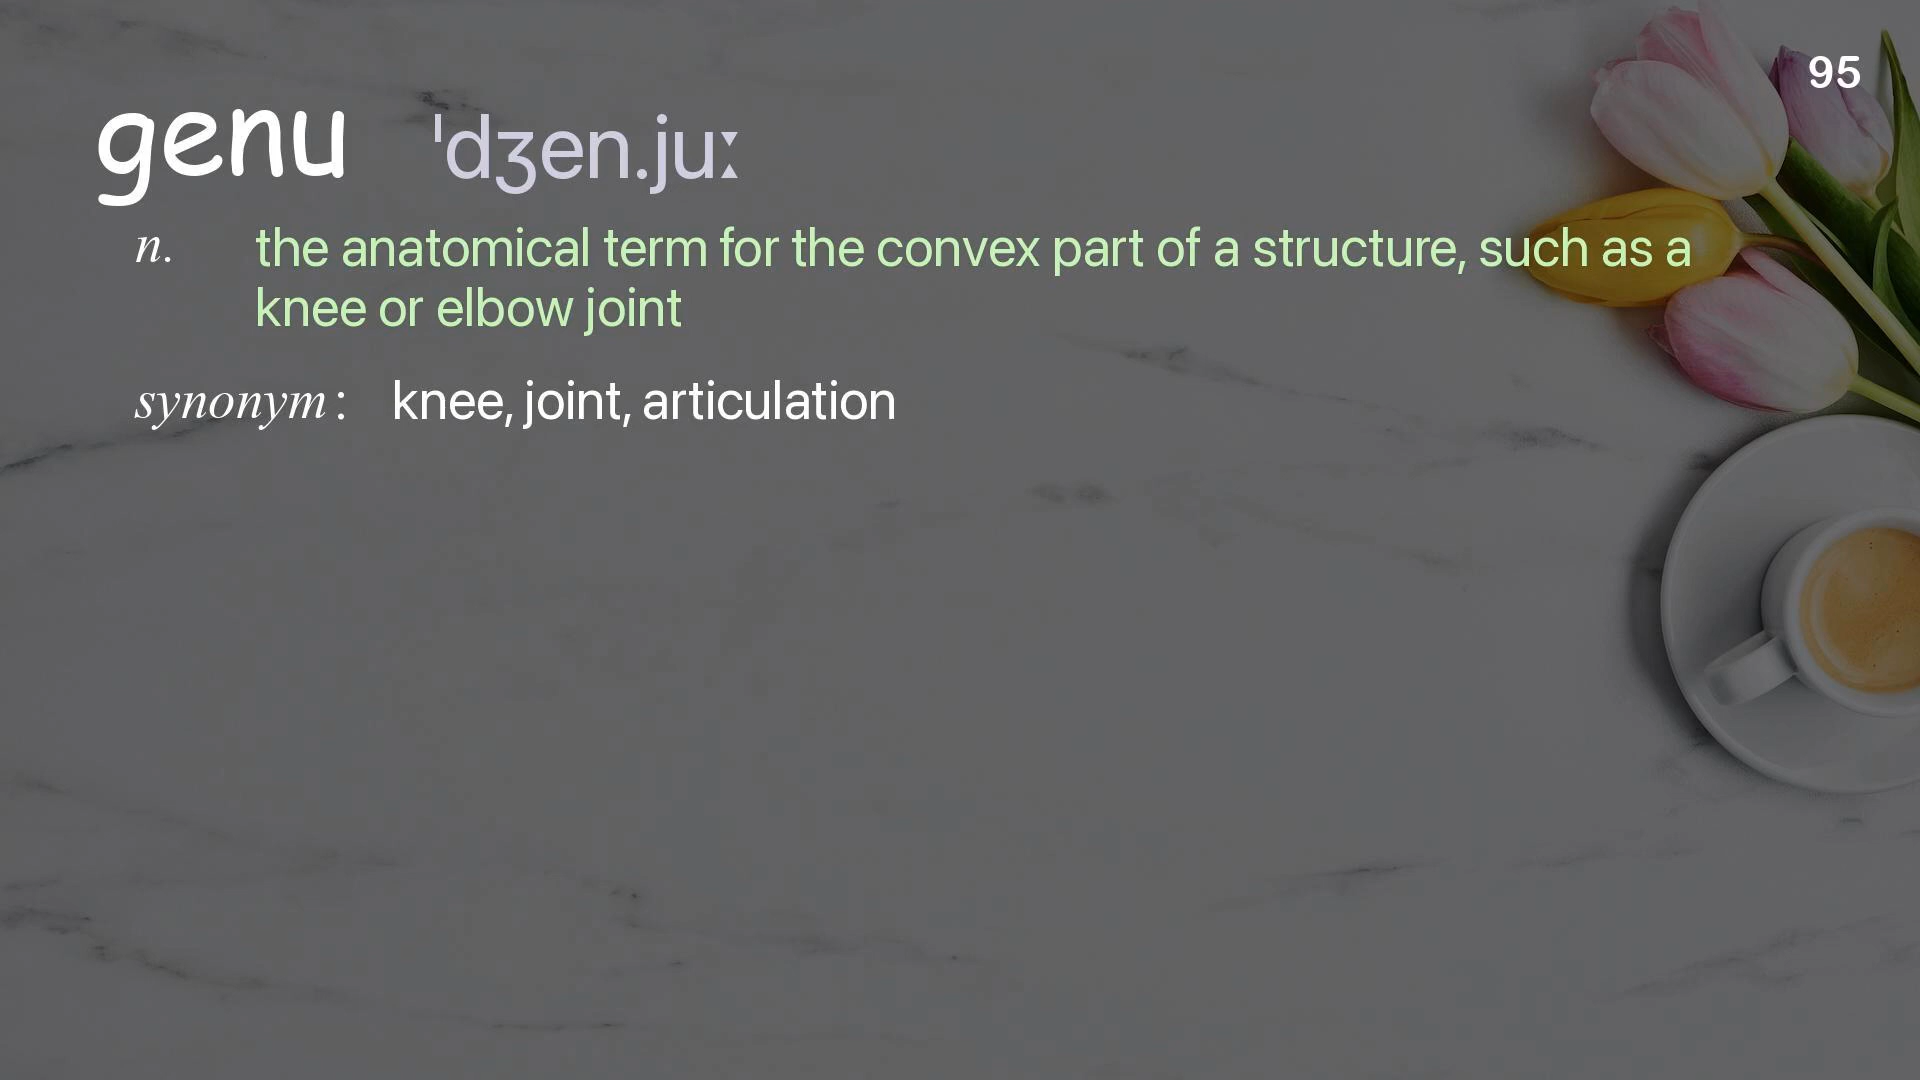 95
genu ˈdʒen.juː
n. the anatomical term for the convex part of a structure, such as a
knee or elbow joint
synonym : knee, joint, articulation